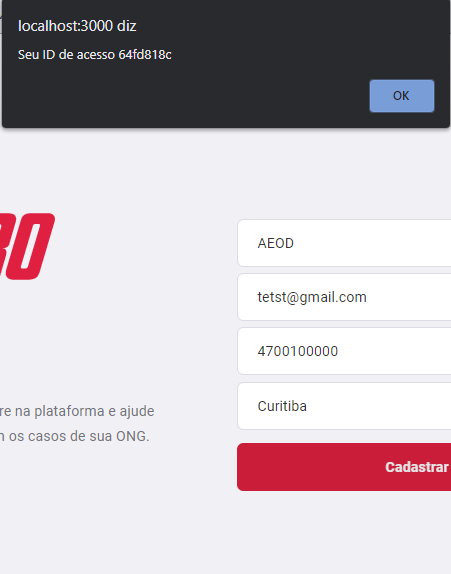 localhost:3000 diz
Seu ID de acesso 64fd818c
OK
RO
re na plataforma e ajude
os casos de sua ONG.
AEOD
tetst@gmail.com
4700100000
Curitiba
Cadastrar